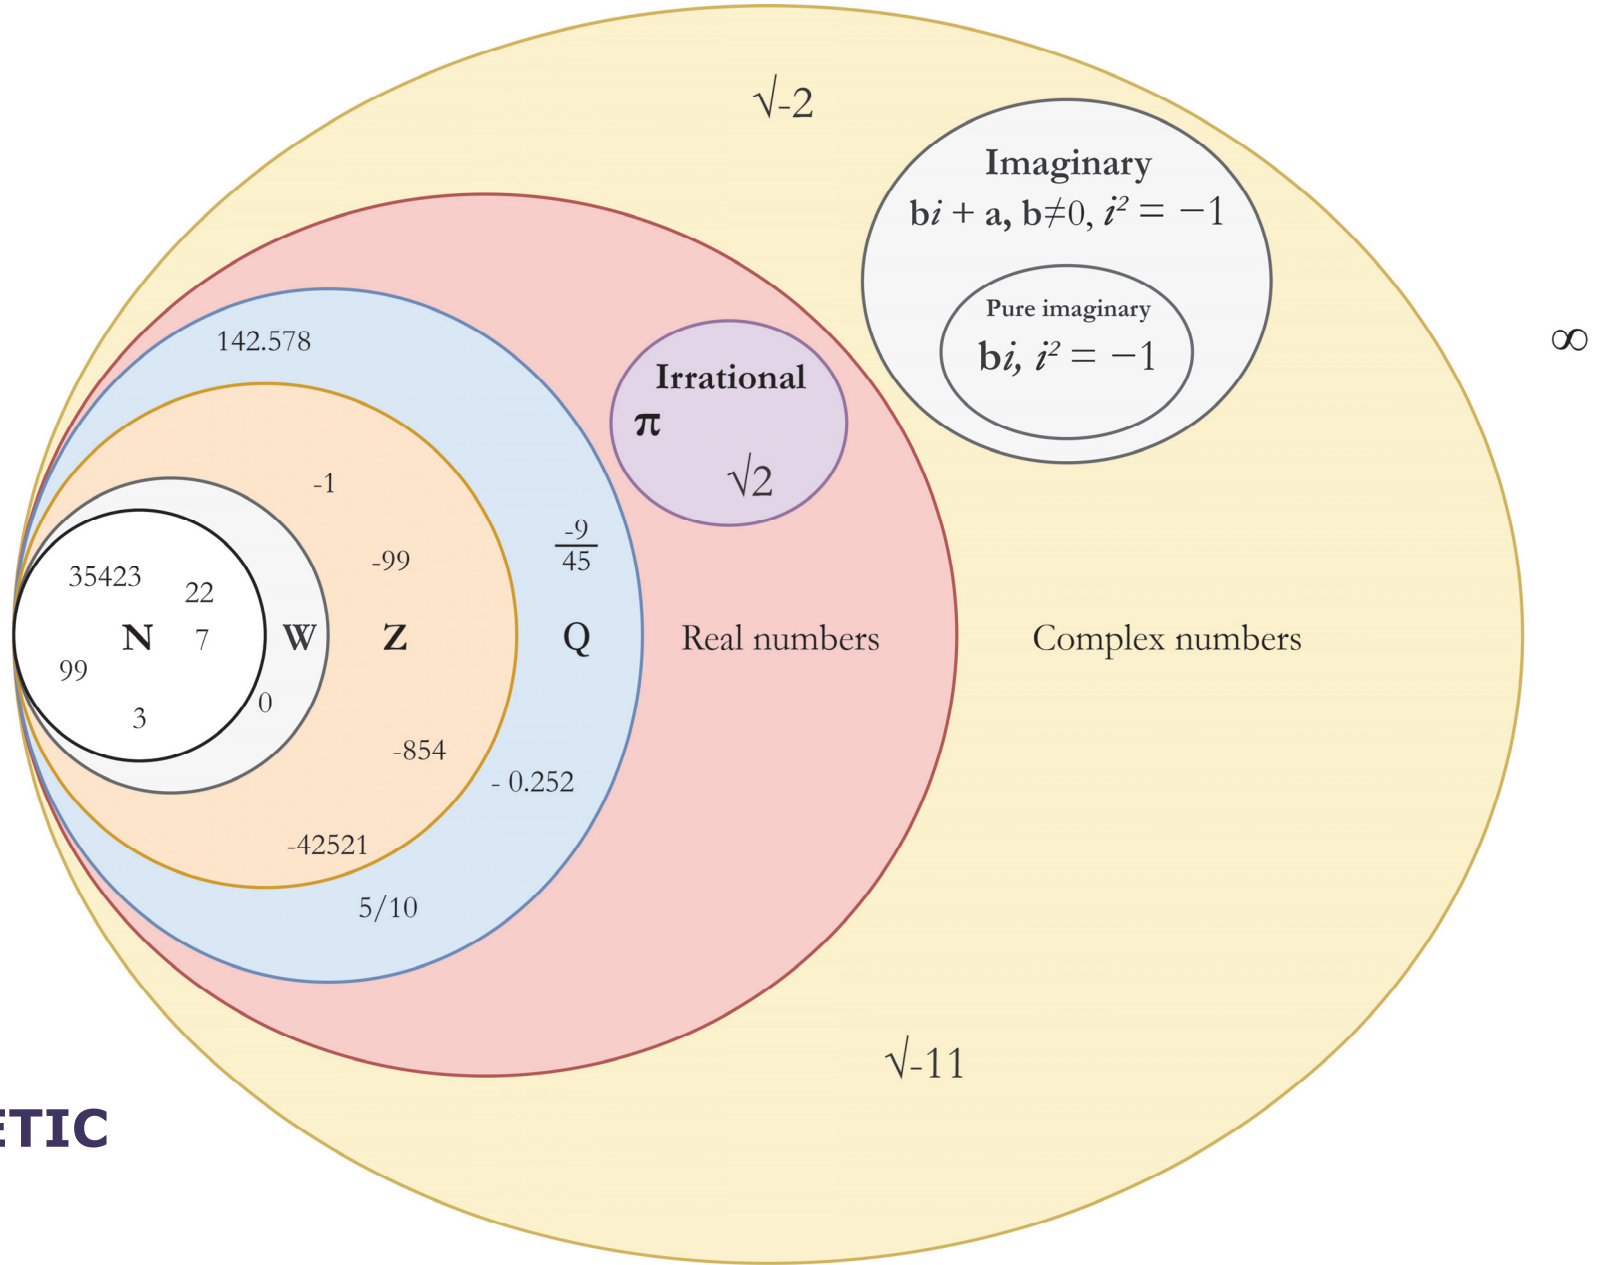 √-2
Imaginary
bi + a, b≠0, i² = −1
Pure imaginary
bi, i² = −1
∞
142.578
Irrational
π
√2
-1
-9
45
-99
35423
22
N
7
W
Z
Q
Real numbers
Complex numbers
99
0
3
-854
- 0.252
-42521
5/10
√-11
ETIC